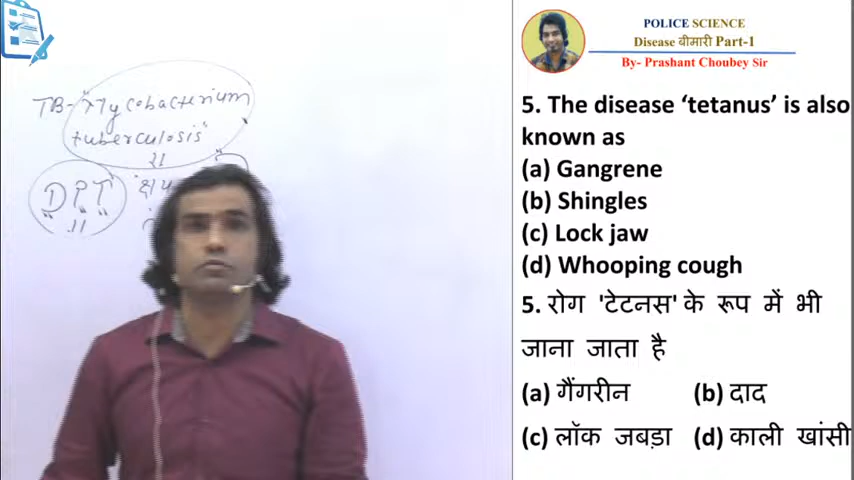 TB- "Mycobacterium
tuberculosis"
DPT
POLICE SCIENCE
Disease बीमारी Part-1
By- Prashant Choubey Sir
5. The disease ‘tetanus’ is also
known as
(a) Gangrene
(b) Shingles
(c) Lock jaw
(d) Whooping cough
5. रोग 'टेटनस' के रूप में भी
जाना जाता है
(a) गैंगरीन (b) दाद
(c) लॉक जबड़ा (d) काली खांसी